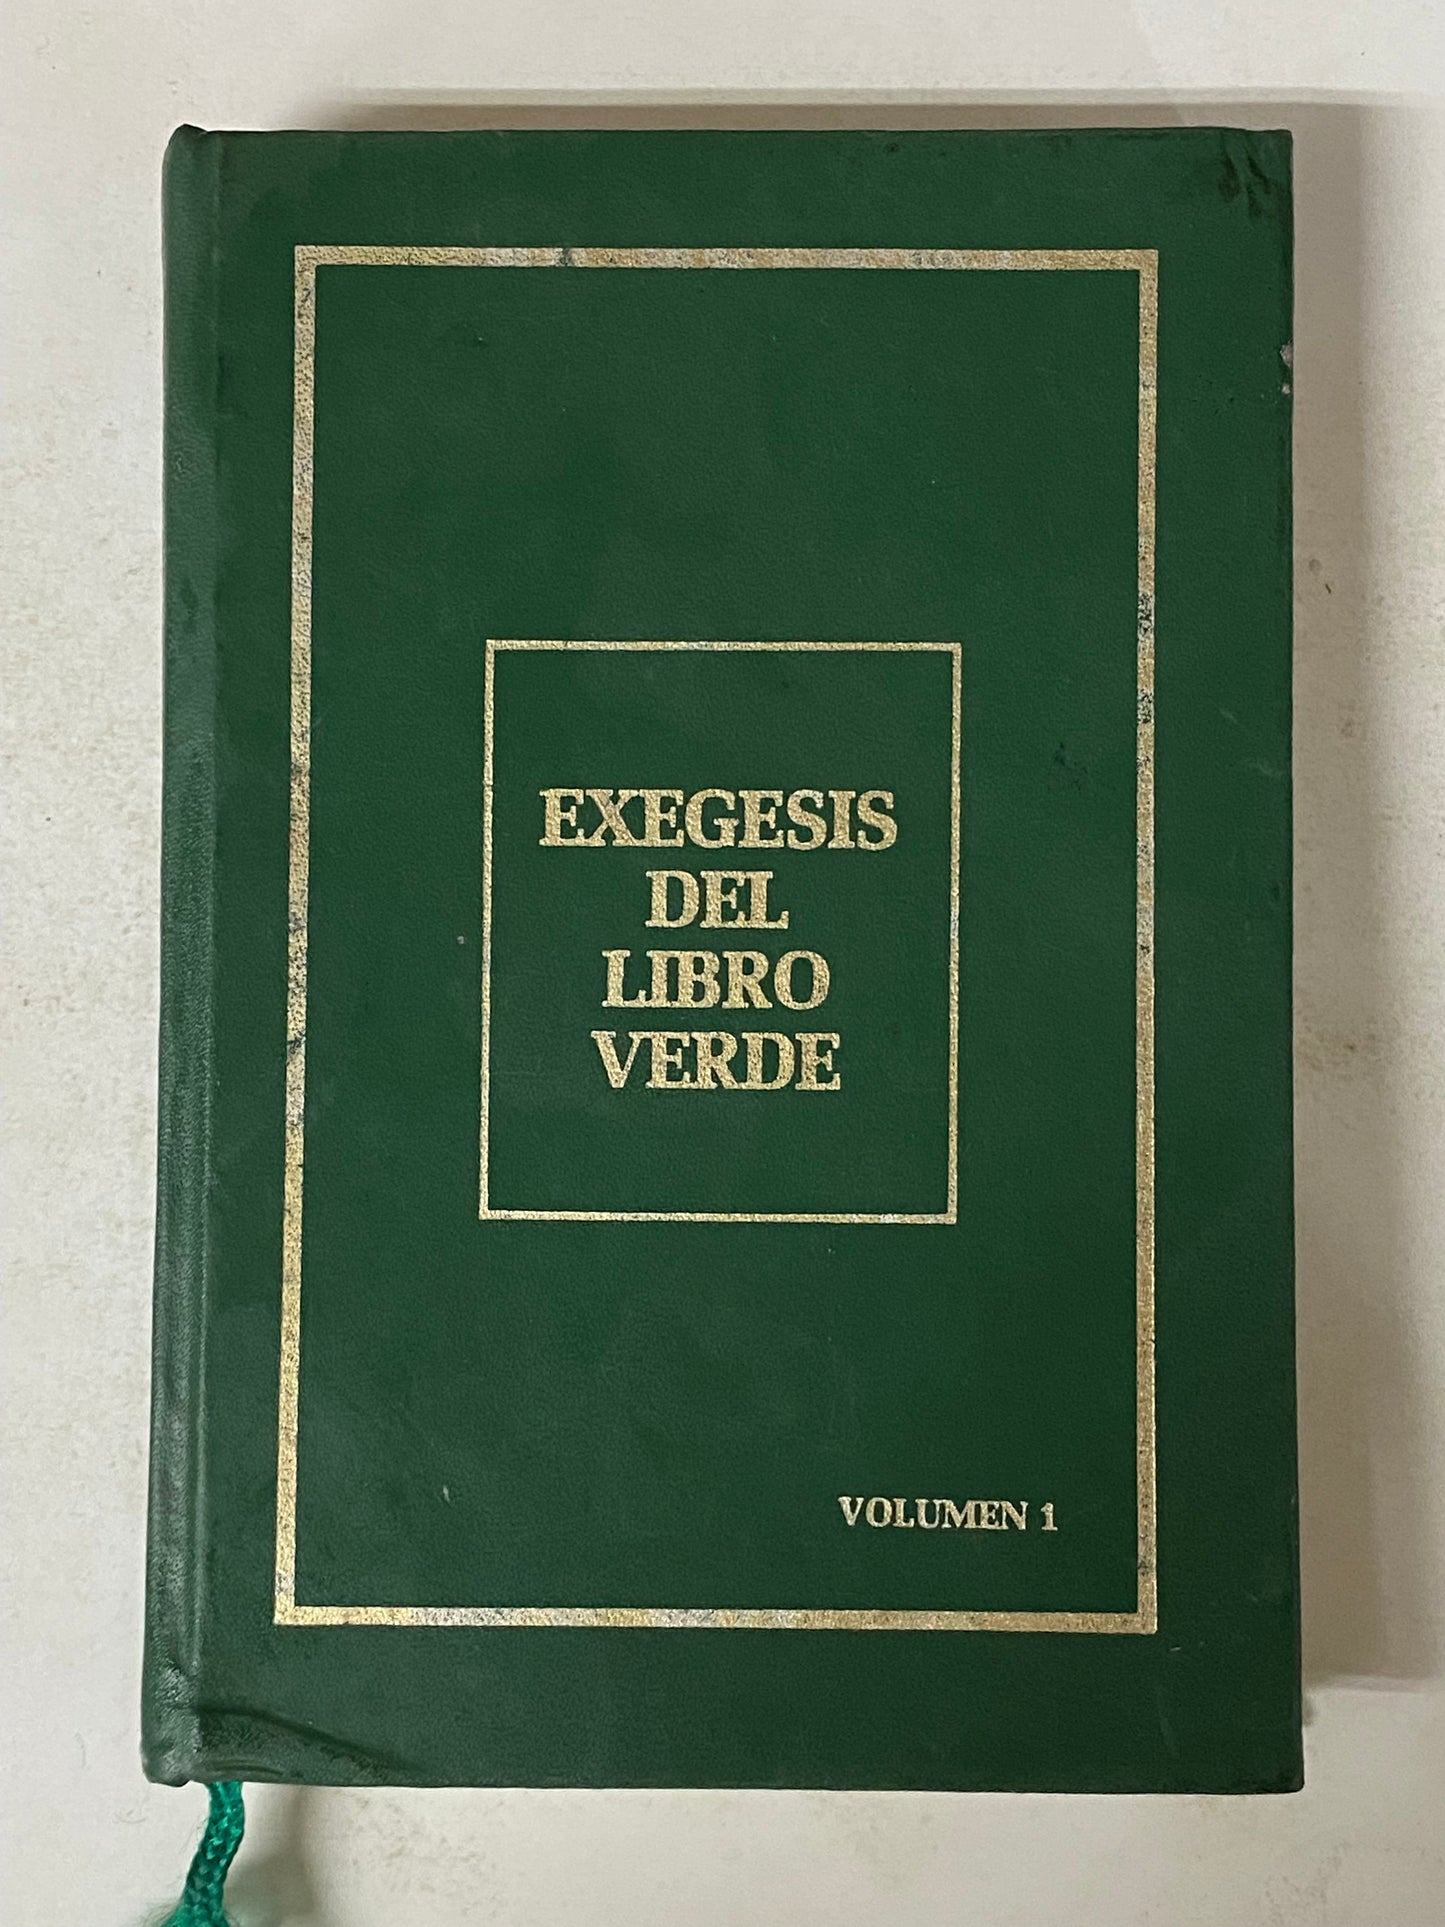 EXEGESIS
DEL
LIBRO
VERDE
VOLUMEN 1